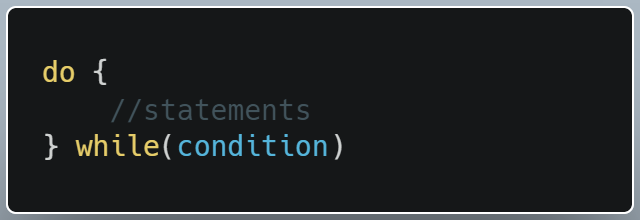 do {
    //statements
} while(condition)